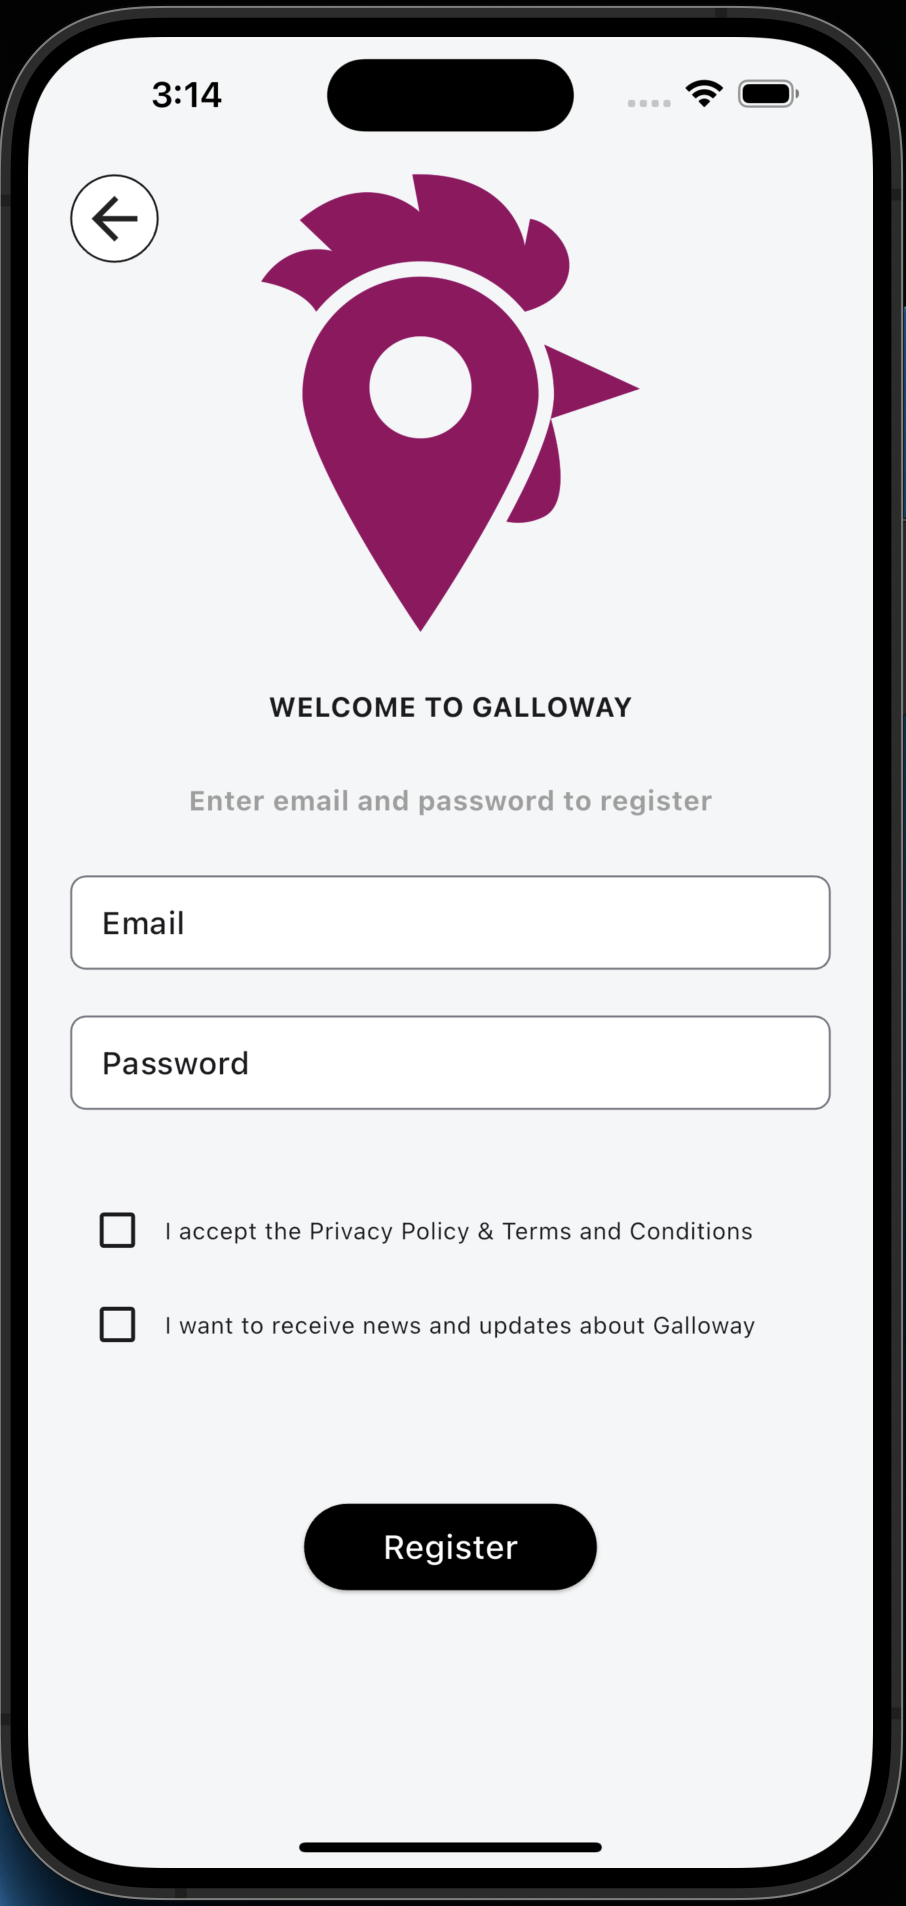 3:14
WELCOME TO GALLOWAY
Enter email and password to register
Email
Password
I accept the Privacy Policy & Terms and Conditions
I want to receive news and updates about Galloway
Register